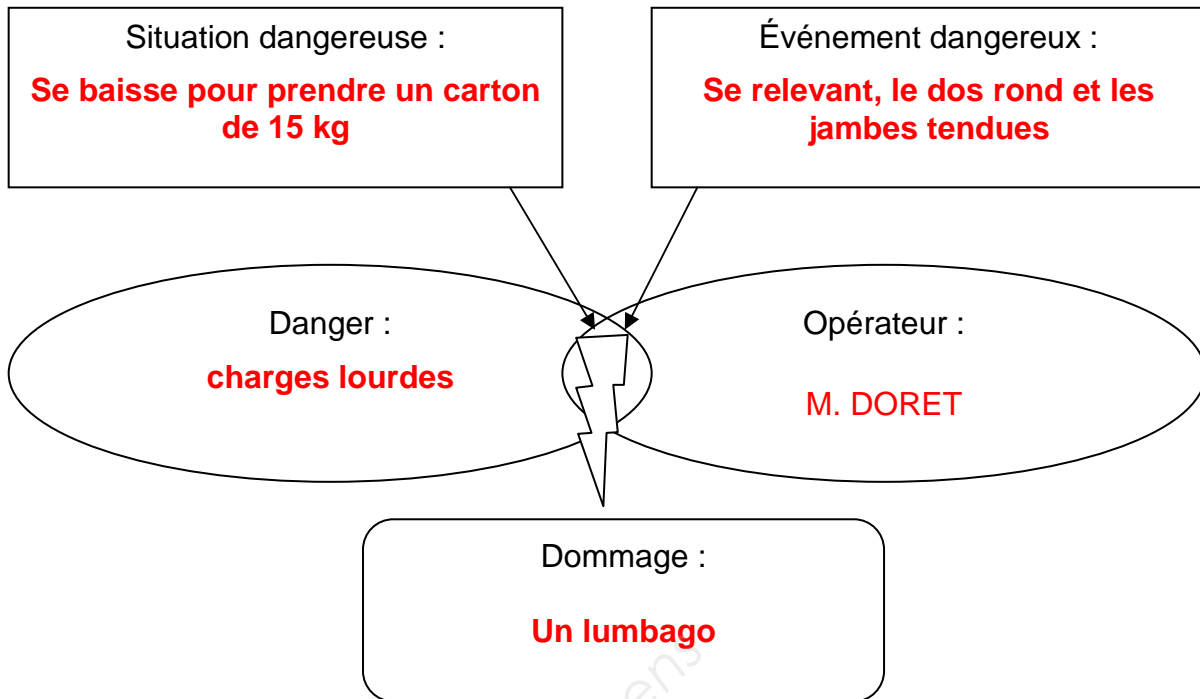 Situation dangereuse :
Se baisse pour prendre un carton
de 15 kg
Événement dangereux :
Se relevant, le dos rond et les
jambes tendues
Danger :
charges lourdes
Opérateur :
M. DORET
Dommage :
Un lumbago